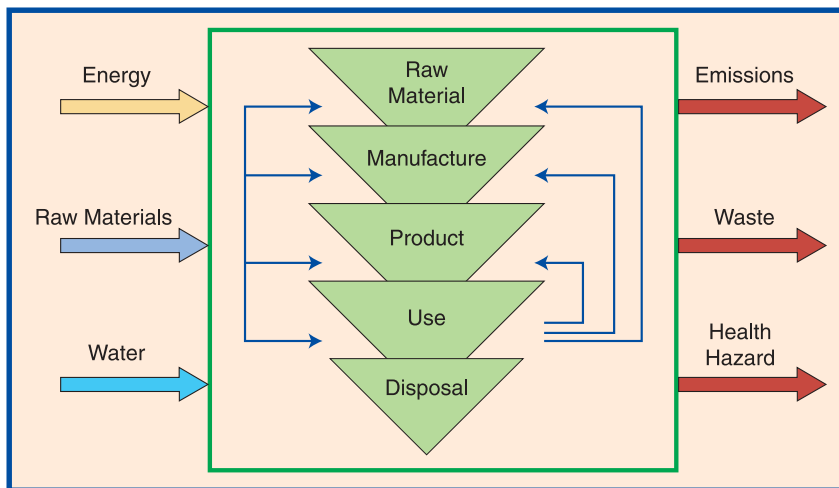 Energy
Raw Materials
Water
Raw
Material
Manufacture
Product
Use
Disposal
Emissions
Waste
Health
Hazard